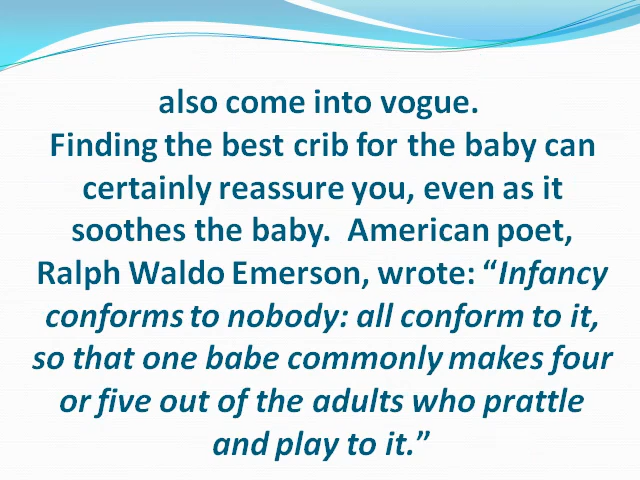 also come into vogue.
Finding the best crib for the baby can
certainly reassure you, even as it
soothes the baby.  American poet,
Ralph Waldo Emerson, wrote: “Infancy
conforms to nobody: all conform to it,
so that one babe commonly makes four
or five out of the adults who prattle
and play to it.”